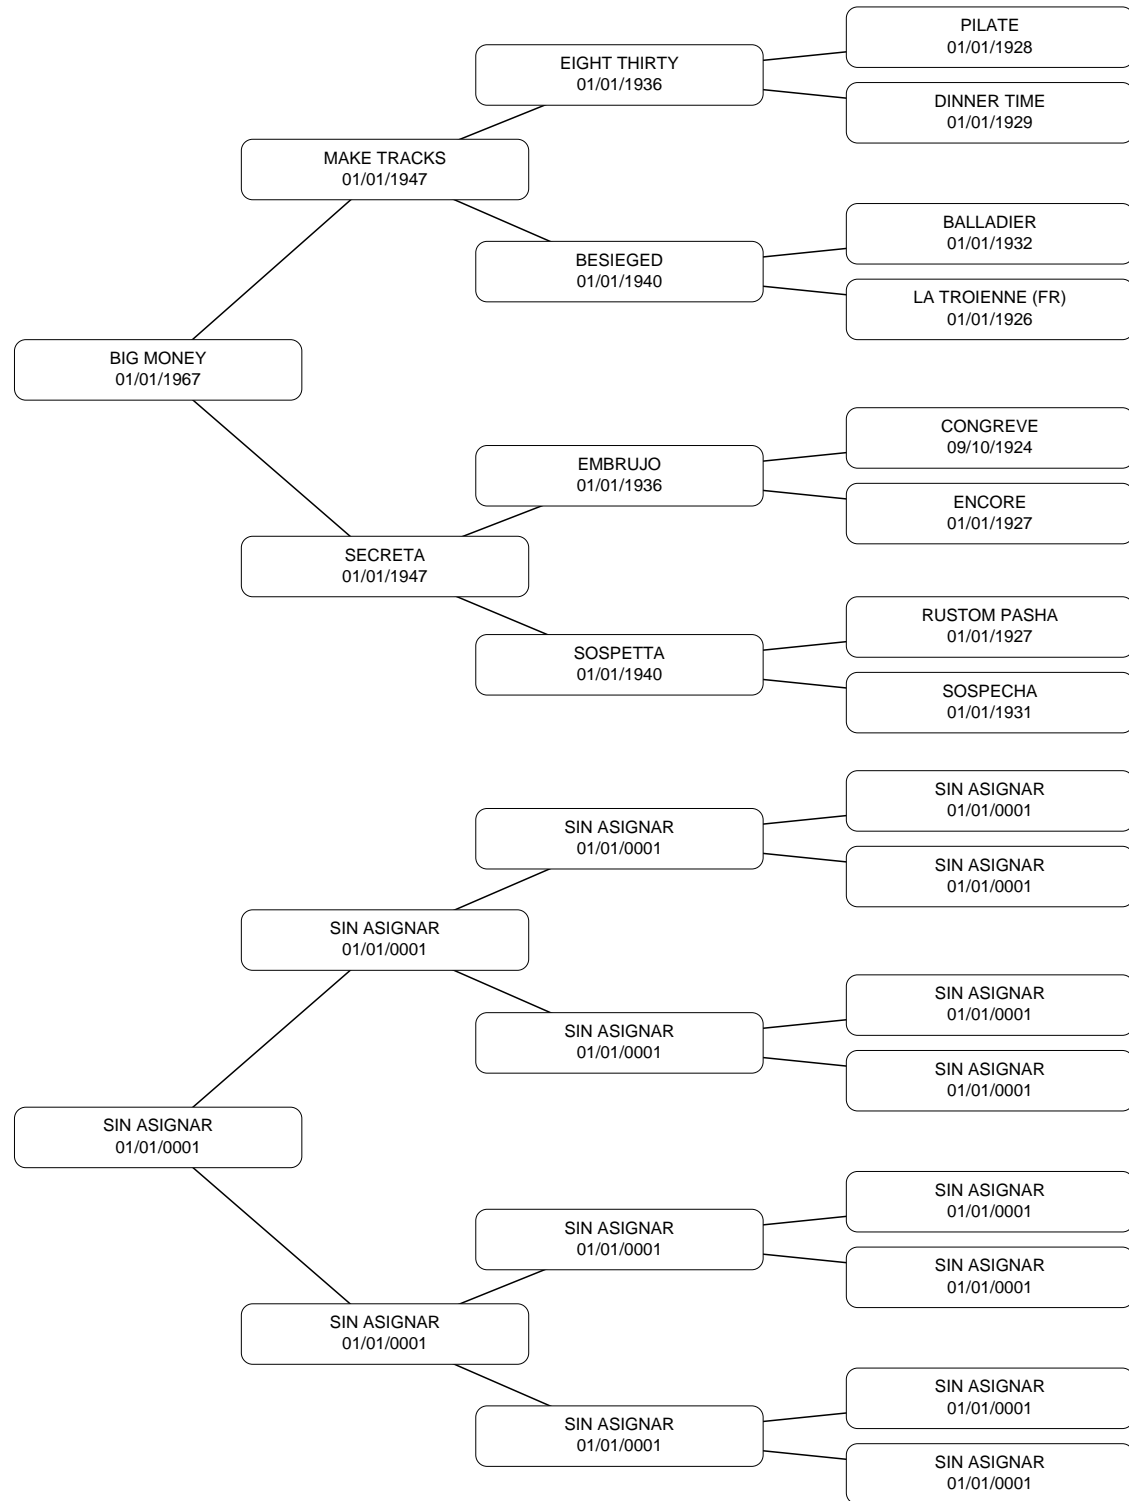 PILATE
01/01/1928
EIGHT THIRTY
01/01/1936
DINNER TIME
01/01/1929
MAKE TRACKS
01/01/1947
BALLADIER
01/01/1932
BESIEGED
01/01/1940
LA TROIENNE (FR)
01/01/1926
BIG MONEY
01/01/1967
CONGREVE
09/10/1924
EMBRUJO
01/01/1936
ENCORE
01/01/1927
SECRETA
01/01/1947
RUSTOM PASHA
01/01/1927
SOSPETTA
01/01/1940
SOSPECHA
01/01/1931
SIN ASIGNAR
01/01/0001
SIN ASIGNAR
01/01/0001
SIN ASIGNAR
01/01/0001
SIN ASIGNAR
01/01/0001
SIN ASIGNAR
01/01/0001
SIN ASIGNAR
01/01/0001
SIN ASIGNAR
01/01/0001
SIN ASIGNAR
01/01/0001
SIN ASIGNAR
01/01/0001
SIN ASIGNAR
01/01/0001
SIN ASIGNAR
01/01/0001
SIN ASIGNAR
01/01/0001
SIN ASIGNAR
01/01/0001
SIN ASIGNAR
01/01/0001
SIN ASIGNAR
01/01/0001